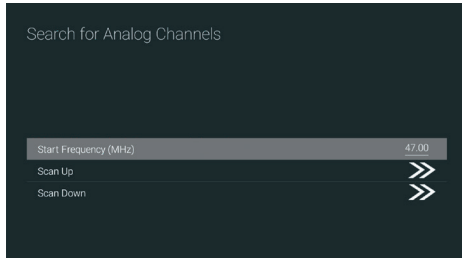 Search for Analog Channels
Start Frequency (MHz) 47.00
Scan Up
Scan Down